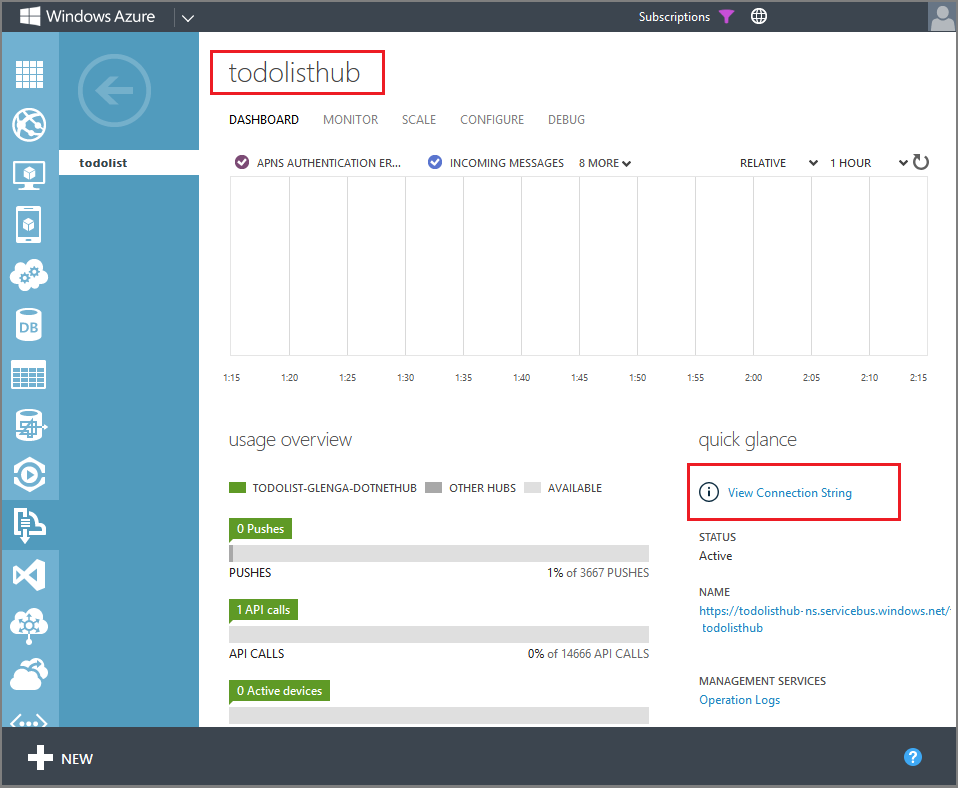 Windows Azure
Subscriptions
todolist
todolisthub
DASHBOARD MONITOR SCALE CONFIGURE DEBUG
APNS AUTHENTICATION ER... INCOMING MESSAGES 8 MORE RELATIVE 1 HOUR
1:15 1:20 1:25 1:30 1:35 1:40 1:45 1:50 1:55 2:00 2:05 2:10 2:15
DB
usage overview
TODOLIST-GLENGA-DOTNETHUB OTHER HUBS AVAILABLE
0 Pushes
PUSHES 1% of 3667 PUSHES
1 API calls
API CALLS 0% of 14666 API CALLS
0 Active devices
quick glance
View Connection String
STATUS
Active
NAME
https://todolisthub-ns.servicebus.windows.net/
todolisthub
MANAGEMENT SERVICES
Operation Logs
NEW
?